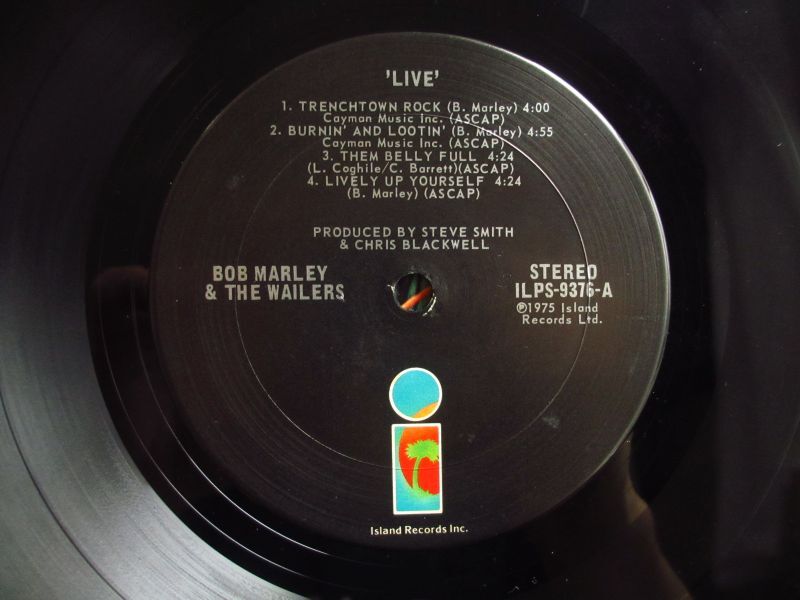 'LIVE'
1. TRENCHTOWN ROCK (B. Marley) 4:00
Cayman Music Inc. (ASCAP)
2. BURNIN' AND LOOTIN' (B. Marley) 4:55
Cayman Music Inc. (ASCAP)
3. THEM BELLY FULL 4:24
(L. Coghile/C. Barrett)(ASCAP)
4. LIVELY UP YOURSELF 4:24
(B. Marley) (ASCAP)
PRODUCED BY STEVE SMITH
& CHRIS BLACKWELL
BOB MARLEY
& THE WAILERS
STEREO
ILPS-9376-A
℗1975 Island
Records Ltd.
Island Records Inc.